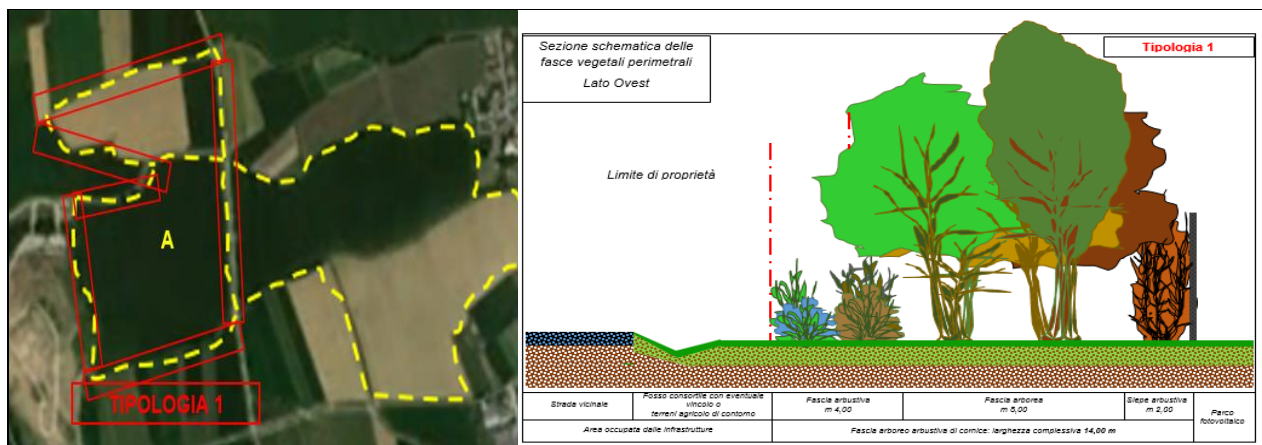 A
TIPOLOGIA 1
Sezione schematica delle
fasce vegetali perimetrali
Lato Ovest
Tipologia 1
Limite di proprietà
Strada vicinale
Fosso consortile con eventuale
vincolo o
terreni agricolo di contorno
Fascia arbustiva
m 4,00
Fascia arborea
m 8,00
Siepe arbustiva
m 2,00
Parco
fotovoltaico
Area occupata dalle infrastrutture
Fascia arboreo arbustiva di cornice: larghezza complessiva 14,00 m